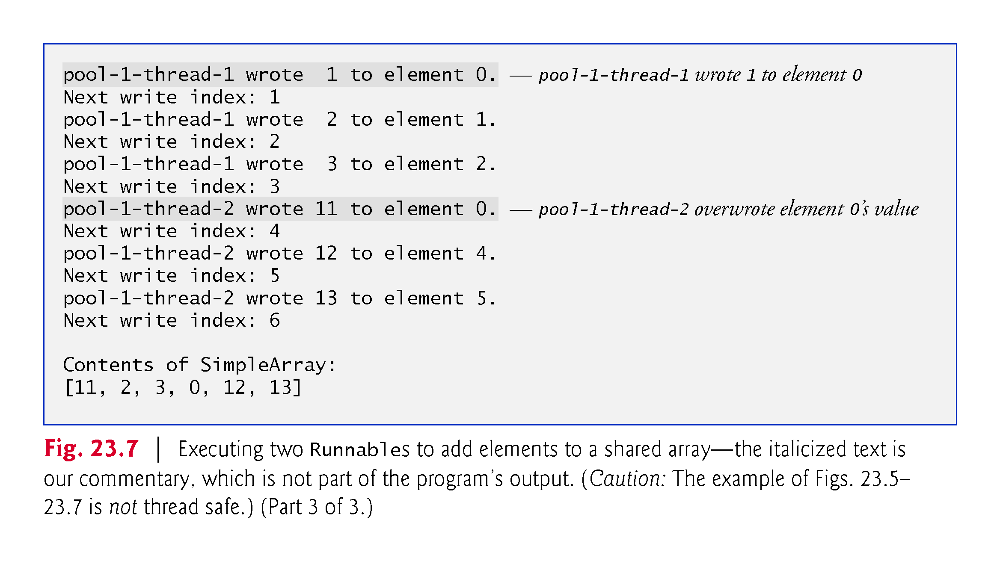 pool-1-thread-1 wrote  1 to element 0. — pool-1-thread-1 wrote 1 to element 0
Next write index: 1
pool-1-thread-1 wrote  2 to element 1.
Next write index: 2
pool-1-thread-1 wrote  3 to element 2.
Next write index: 3
pool-1-thread-2 wrote 11 to element 0. — pool-1-thread-2 overwrote element 0’s value
Next write index: 4
pool-1-thread-2 wrote 12 to element 4.
Next write index: 5
pool-1-thread-2 wrote 13 to element 5.
Next write index: 6
Contents of SimpleArray:
[11, 2, 3, 0, 12, 13]
Fig. 23.7 | Executing two Runnables to add elements to a shared array—the italicized text is
our commentary, which is not part of the program’s output. (Caution: The example of Figs. 23.5–
23.7 is not thread safe.) (Part 3 of 3.)